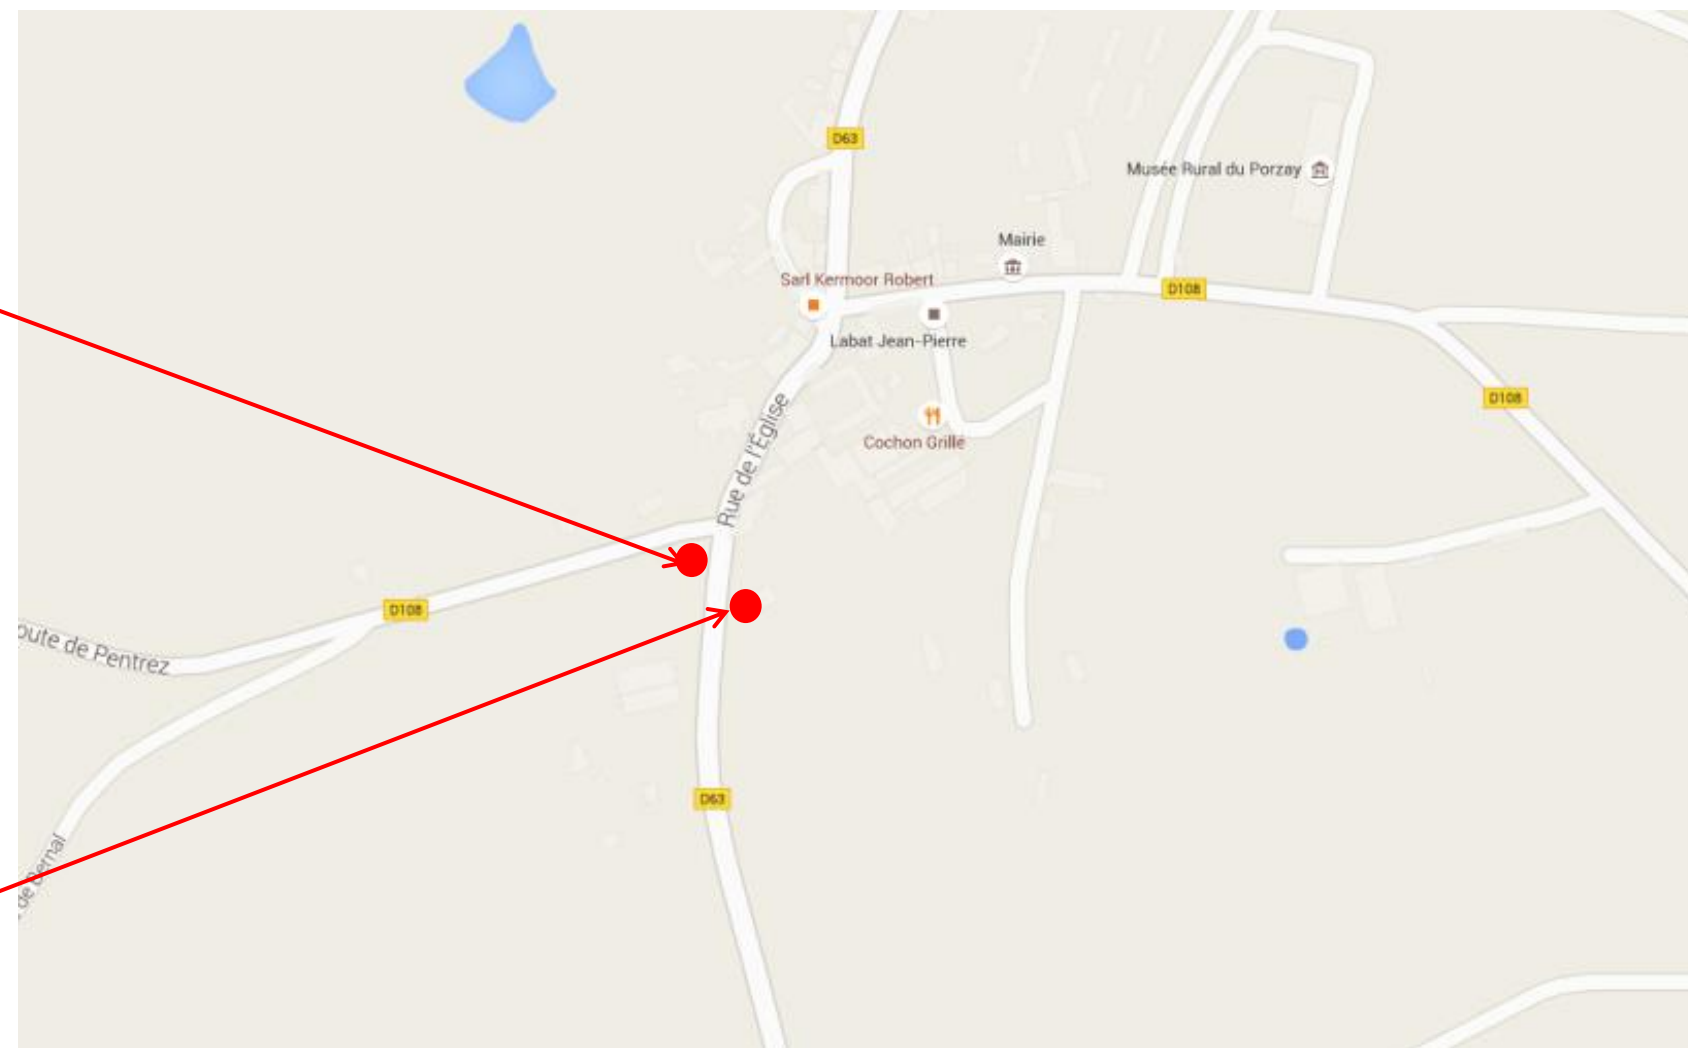 D63
Musée Rural du Porzay
Mairie
Sarl Kermoor Robert
D108
Labat Jean-Pierre
D108
Rue de l'Église
Cochon Grillé
D108
oute de Pentrez
D63
de Bernal